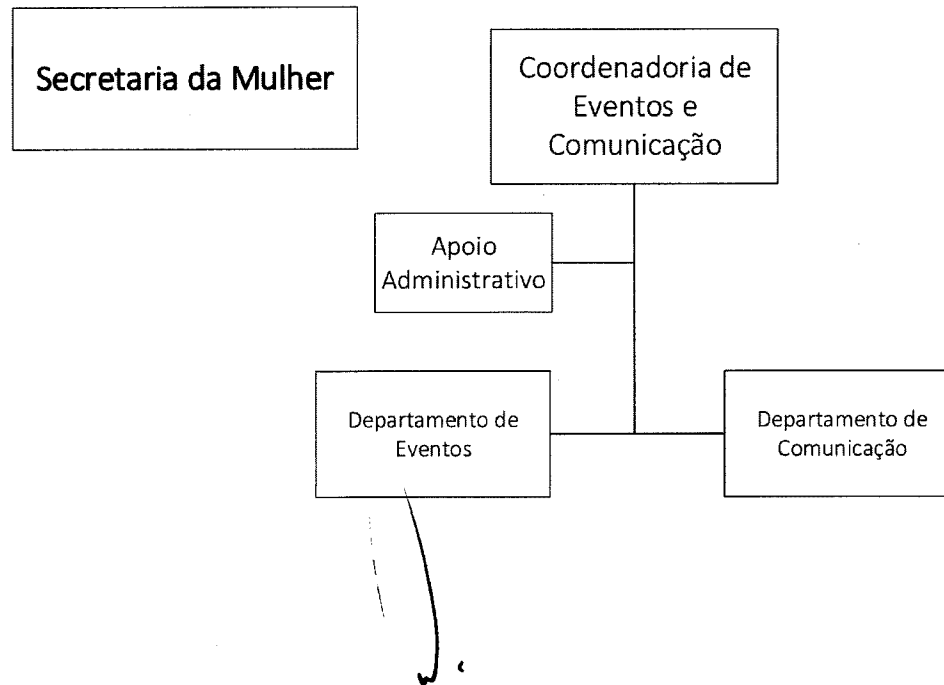 Secretaria da Mulher
Coordenadoria de
Eventos e
Comunicação
Apoio
Administrativo
Departamento de
Eventos
Departamento de
Comunicação